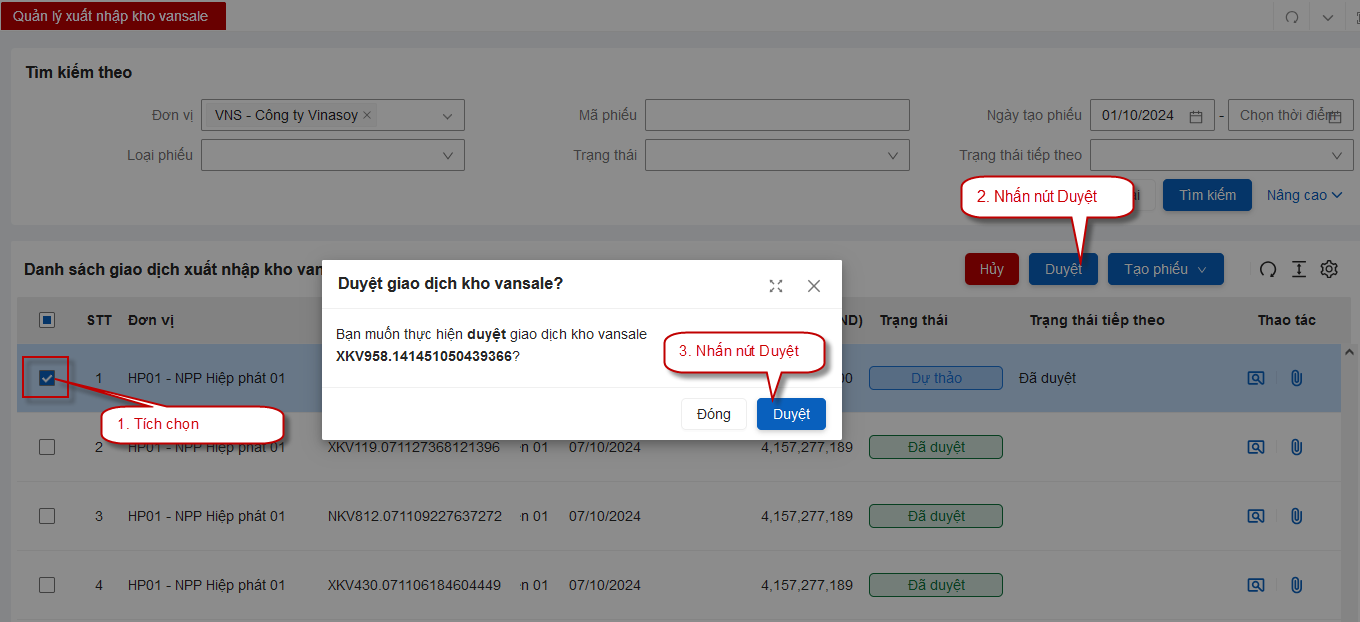 Quản lý xuất nhập kho vansale
Tìm kiếm theo
Đơn vị VNS - Công ty Vinasoy × Mã phiếu Ngày tạo phiếu 01/10/2024 - Chọn thời điểm
Loại phiếu Trạng thái Trạng thái tiếp theo
2. Nhấn nút Duyệt Tìm kiếm Nâng cao
Danh sách giao dịch xuất nhập kho van Hủy Duyệt Tạo phiếu
Duyệt giao dịch kho vansale?
STT Đơn vị ND) Trạng thái Trạng thái tiếp theo Thao tác
Bạn muốn thực hiện duyệt giao dịch kho vansale
XKV958.141451050439366?
3. Nhấn nút Duyệt
1 HP01 - NPP Hiệp phát 01 00 Dự thảo Đã duyệt
Đóng Duyệt
1. Tích chọn
2 HP01 - NPP Hiệp phát 01 XKV119.071127368121396 n 01 07/10/2024 4,157,277,189 Đã duyệt
3 HP01 - NPP Hiệp phát 01 NKV812.071109227637272 n 01 07/10/2024 4,157,277,189 Đã duyệt
4 HP01 - NPP Hiệp phát 01 XKV430.071106184604449 ên 01 07/10/2024 4,157,277,189 Đã duyệt